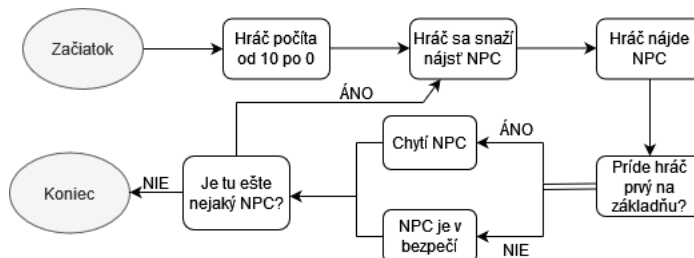 Začiatok
Hráč počíta
od 10 po 0
Hráč sa snaží
nájsť NPC
Hráč nájde
NPC
Príde hráč
prvý na
základňu?
ÁNO
Chytí NPC
NIE
NPC je v
bezpečí
Je tu ešte
nejaký NPC?
ÁNO
NIE
Koniec